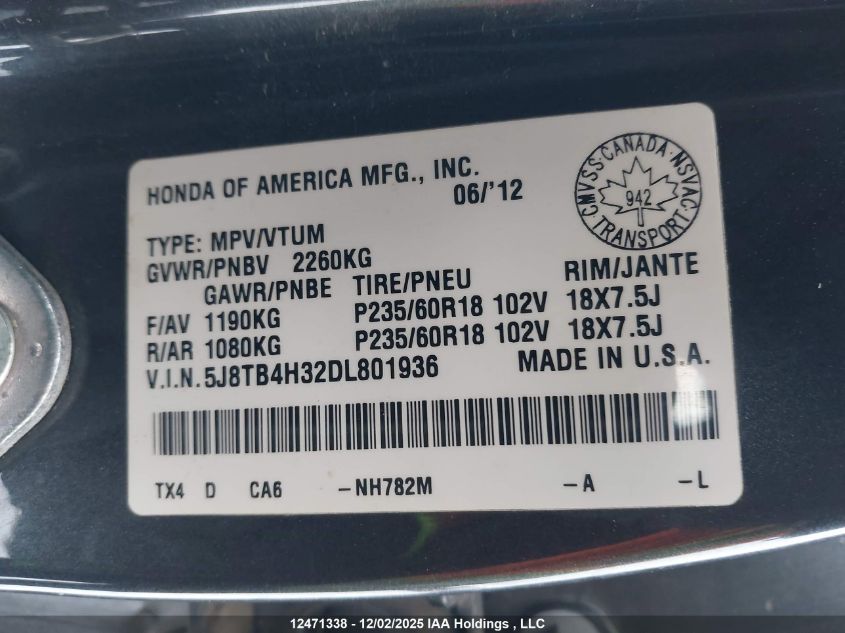 HONDA OF AMERICA MFG., INC.
06/'12
CMVSS · CANADA · NSVAC
942
TRANSPORT
TYPE: MPV/VTUM
GVWR/PNBV 2260KG
GAWR/PNBE TIRE/PNEU RIM/JANTE
F/AV 1190KG P235/60R18 102V 18X7.5J
R/AR 1080KG P235/60R18 102V 18X7.5J
V.I.N. 5J8TB4H32DL801936 MADE IN U.S.A.
TX4 D CA6 -NH782M -A -L
12471338 - 12/02/2025 IAA Holdings , LLC